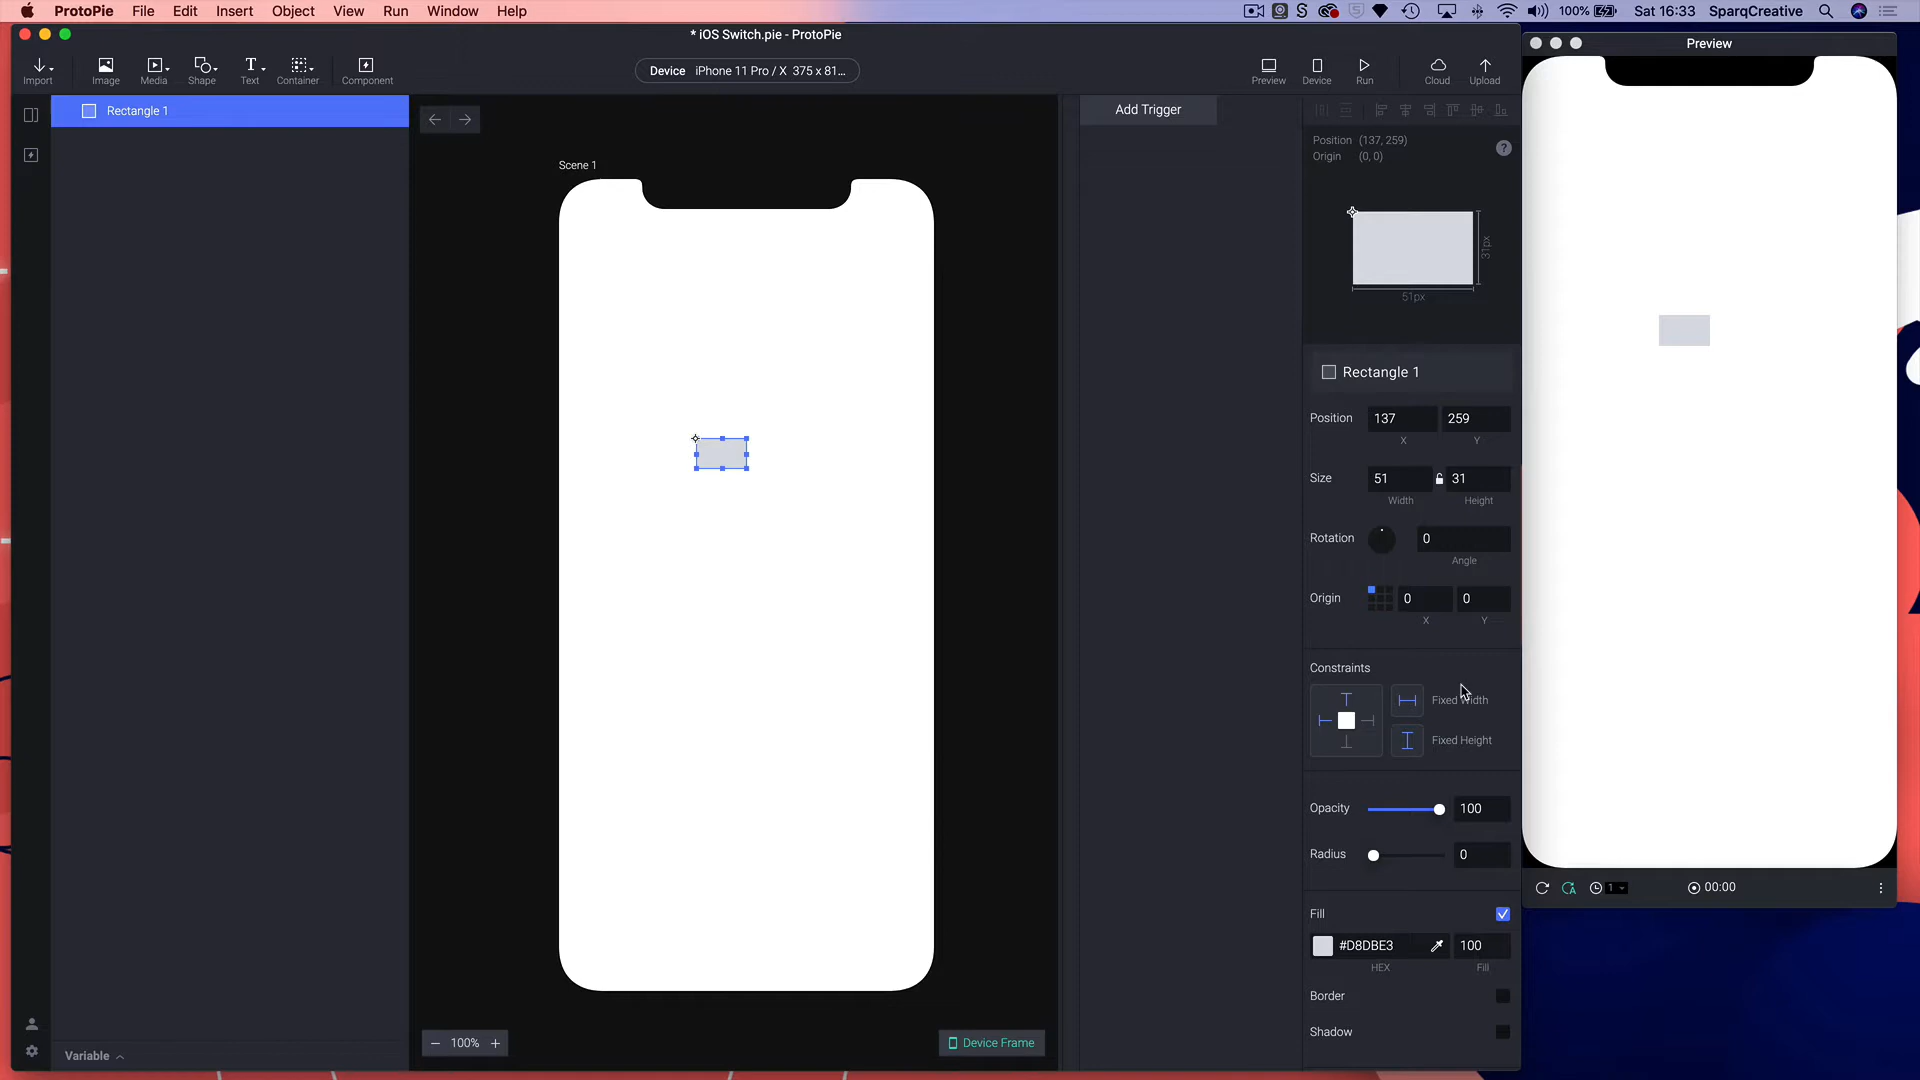 ProtoPie File Edit Insert Object View Run Window Help
100% Sat 16:33 SparqCreative
* iOS Switch.pie - ProtoPie
Import Image Media Shape Text Container Component
Device iPhone 11 Pro / X 375 x 81...
Preview Device Run Cloud Upload
Preview
Rectangle 1
Add Trigger
Position (137, 259)
Origin (0, 0)
?
Scene 1
31px
51px
Rectangle 1
Position 137 259
X Y
Size 51 31
Width Height
Rotation 0
Angle
Origin 0 0
X Y
Constraints
Fixed Width
Fixed Height
Opacity 100
Radius 0
1 00:00
Fill
#D8DBE3 100
HEX Fill
Border
Shadow
100%
Device Frame
Variable